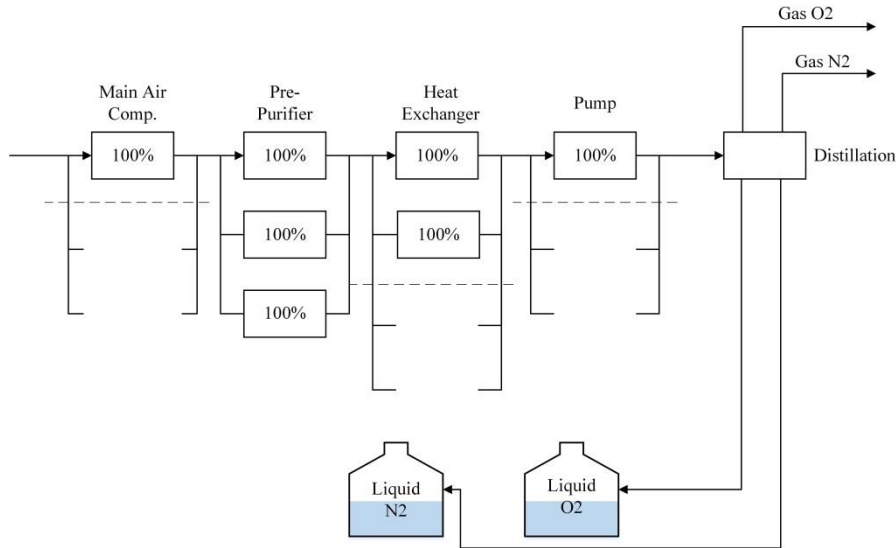 Gas O2
Gas N2
Main Air
Comp.
Pre-
Purifier
Heat
Exchanger
Pump
100%
100%
100%
100%
Distillation
100%
100%
100%
Liquid
N2
Liquid
O2